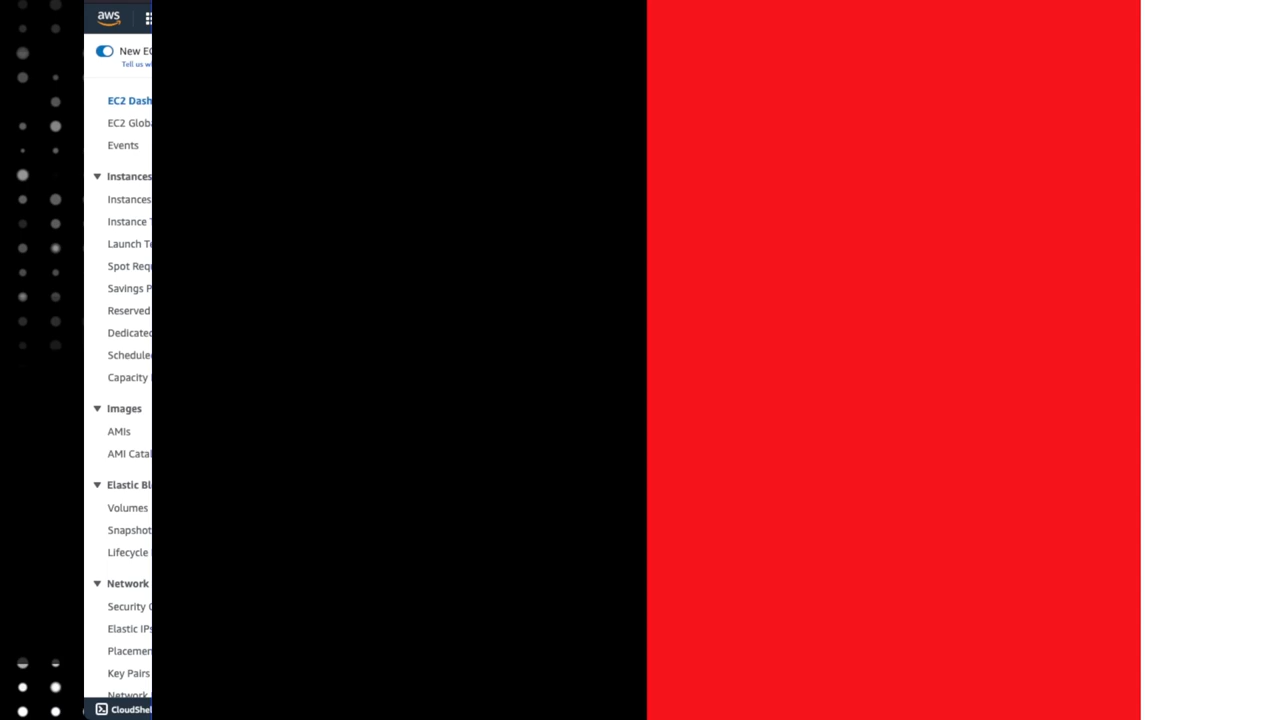 aws
New EC
Tell us w
EC2 Dash
EC2 Globa
Events
Instances
Instances
Instance T
Launch Te
Spot Requ
Savings P
Reserved
Dedicated
Scheduled
Capacity
Images
AMIs
AMI Catal
Elastic Bl
Volumes
Snapshot
Lifecycle
Network
Security G
Elastic IPs
Placemen
Key Pairs
Network
CloudShel